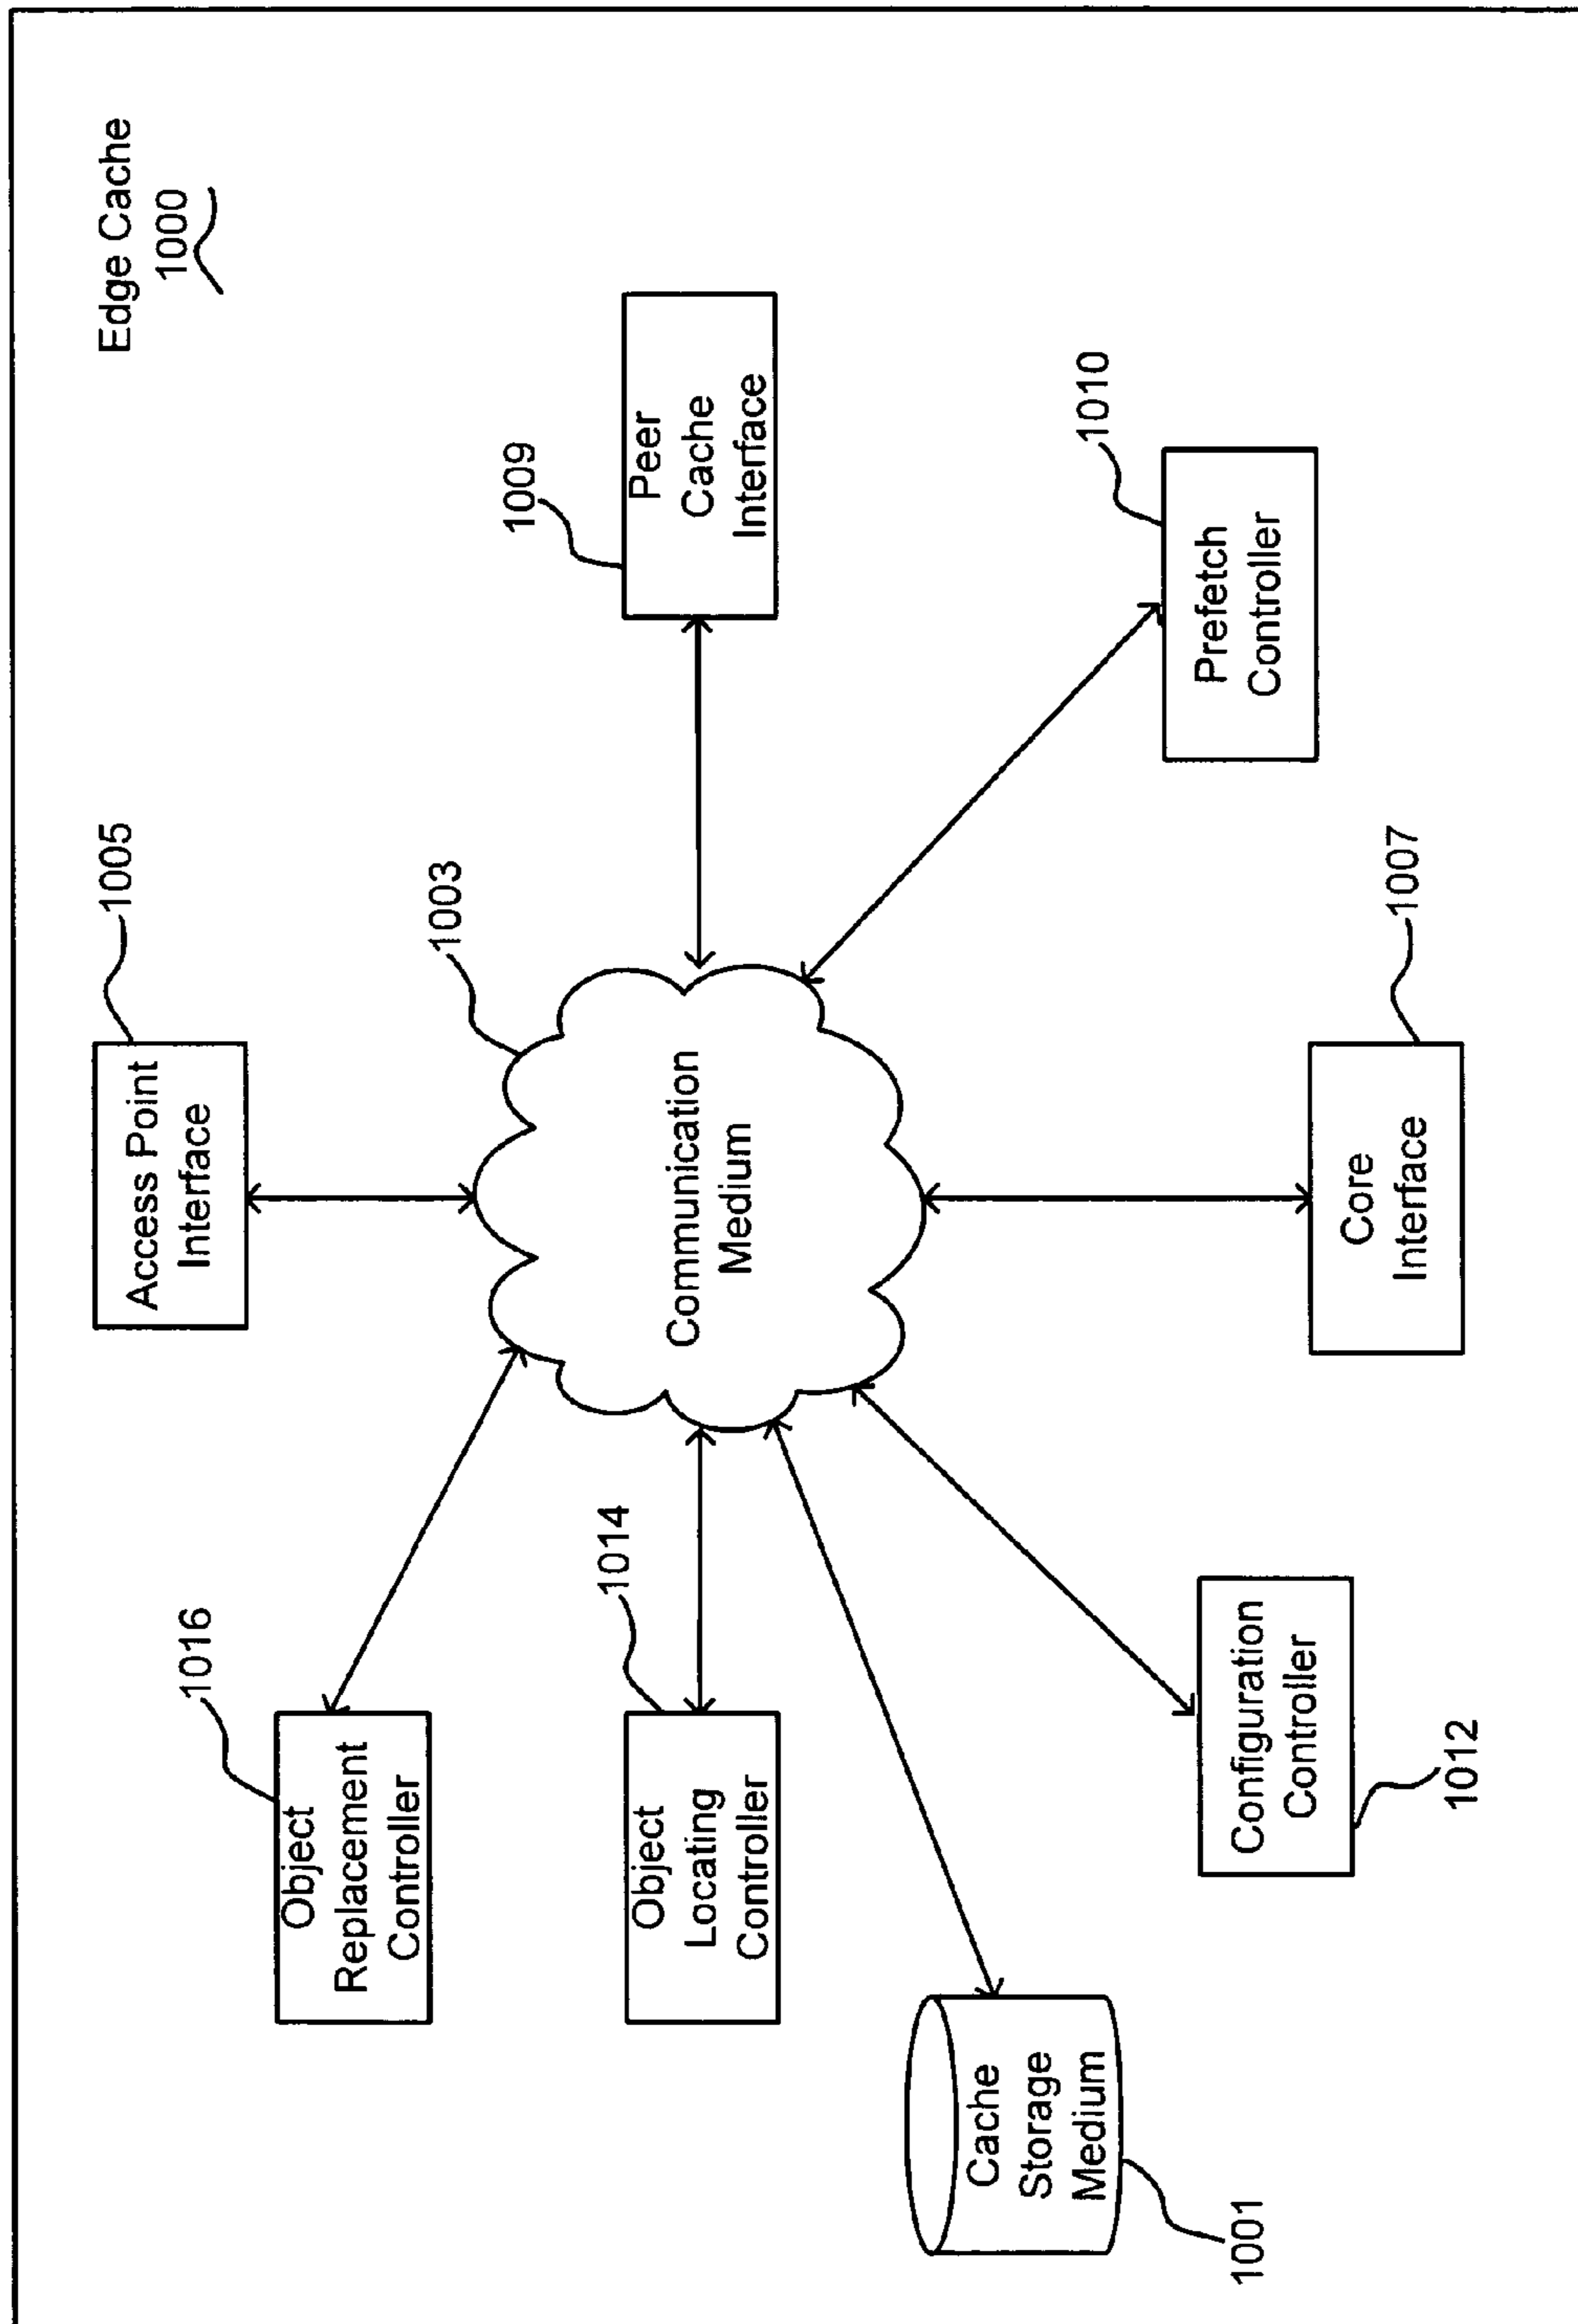 Edge Cache
1000
Access Point
Interface
1005
Object
Replacement
Controller
1016
1003
Communication
Medium
Peer
Cache
Interface
1009
Object
Locating
Controller
1014
Cache
Storage
Medium
1001
Configuration
Controller
1012
Core
Interface
1007
Prefetch
Controller
1010